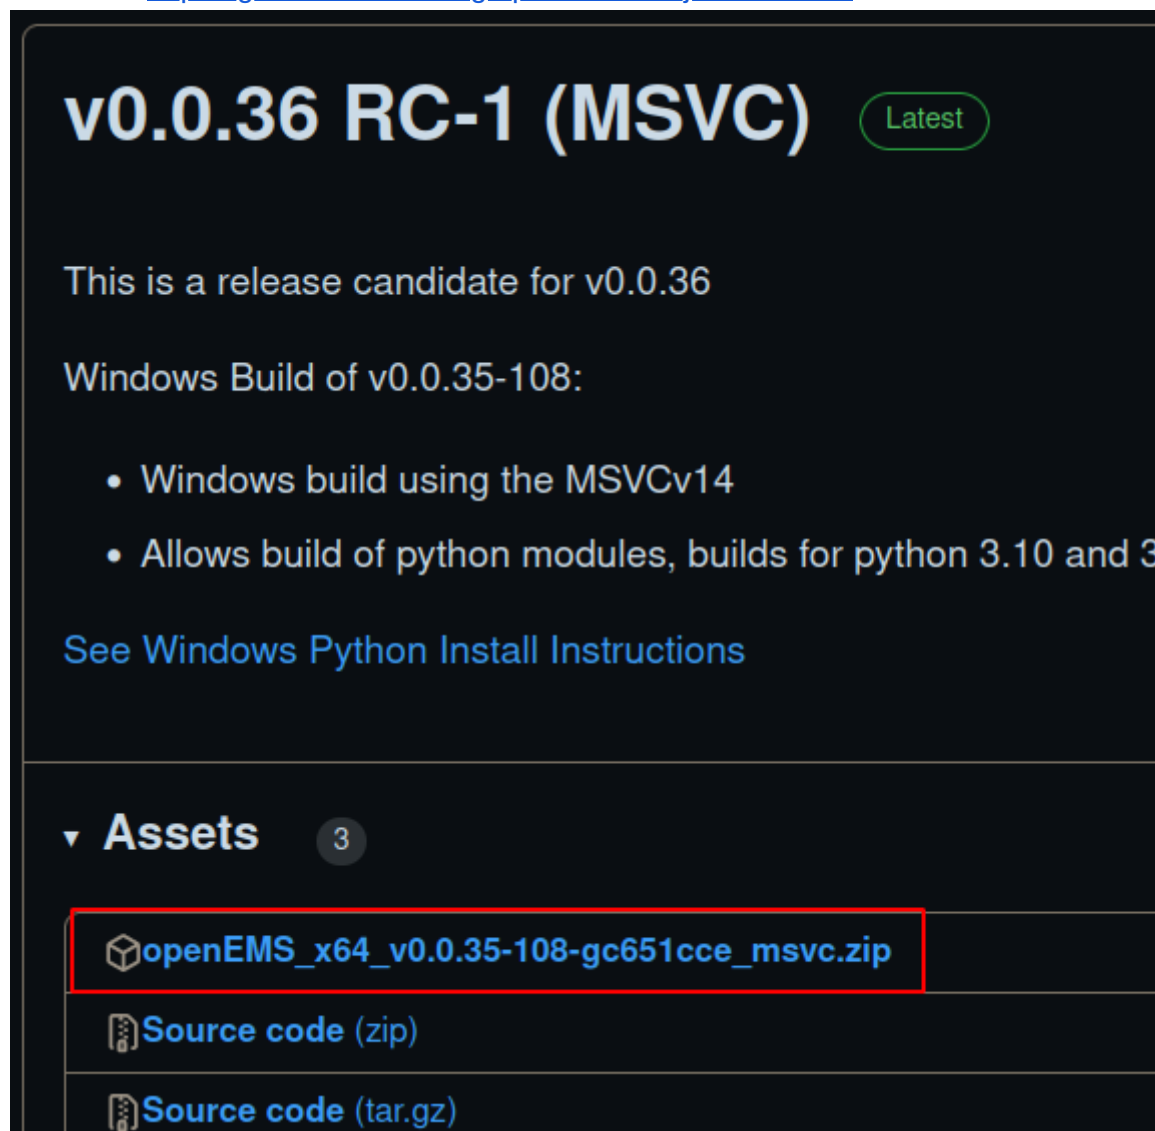 v0.0.36 RC-1 (MSVC) Latest
This is a release candidate for v0.0.36
Windows Build of v0.0.35-108:
• Windows build using the MSVCv14
• Allows build of python modules, builds for python 3.10 and
See Windows Python Install Instructions
▾ Assets 3
openEMS_x64_v0.0.35-108-gc651cce_msvc.zip
Source code (zip)
Source code (tar.gz)